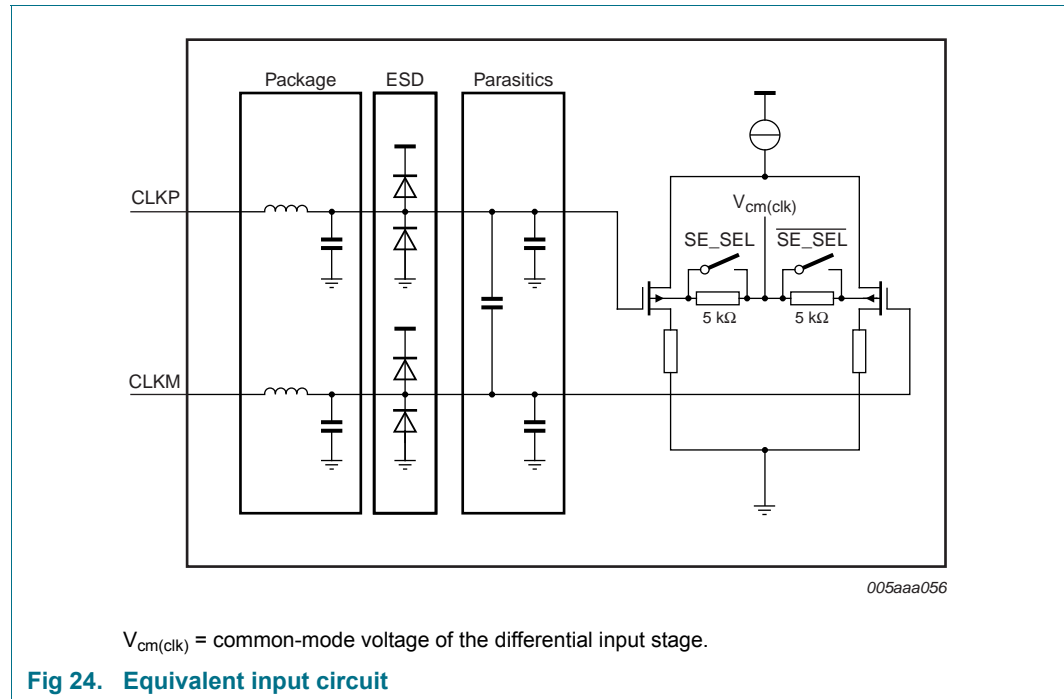 Package ESD Parasitics
CLKP
V_cm(clk)
SE_SEL S̅E̅_̅S̅E̅L̅
5 kΩ 5 kΩ
CLKM
005aaa056
V_cm(clk) = common-mode voltage of the differential input stage.
Fig 24. Equivalent input circuit